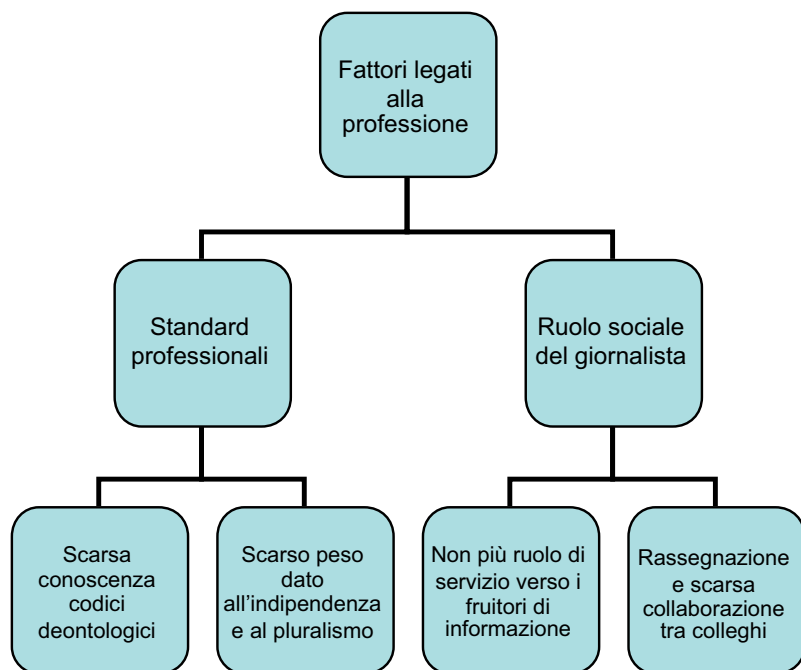 Fattori legati
alla
professione
Standard
professionali
Ruolo sociale
del giornalista
Scarsa
conoscenza
codici
deontologici
Scarso peso
dato
all'indipendenza
e al pluralismo
Non più ruolo di
servizio verso i
fruitori di
informazione
Rassegnazione
e scarsa
collaborazione
tra colleghi